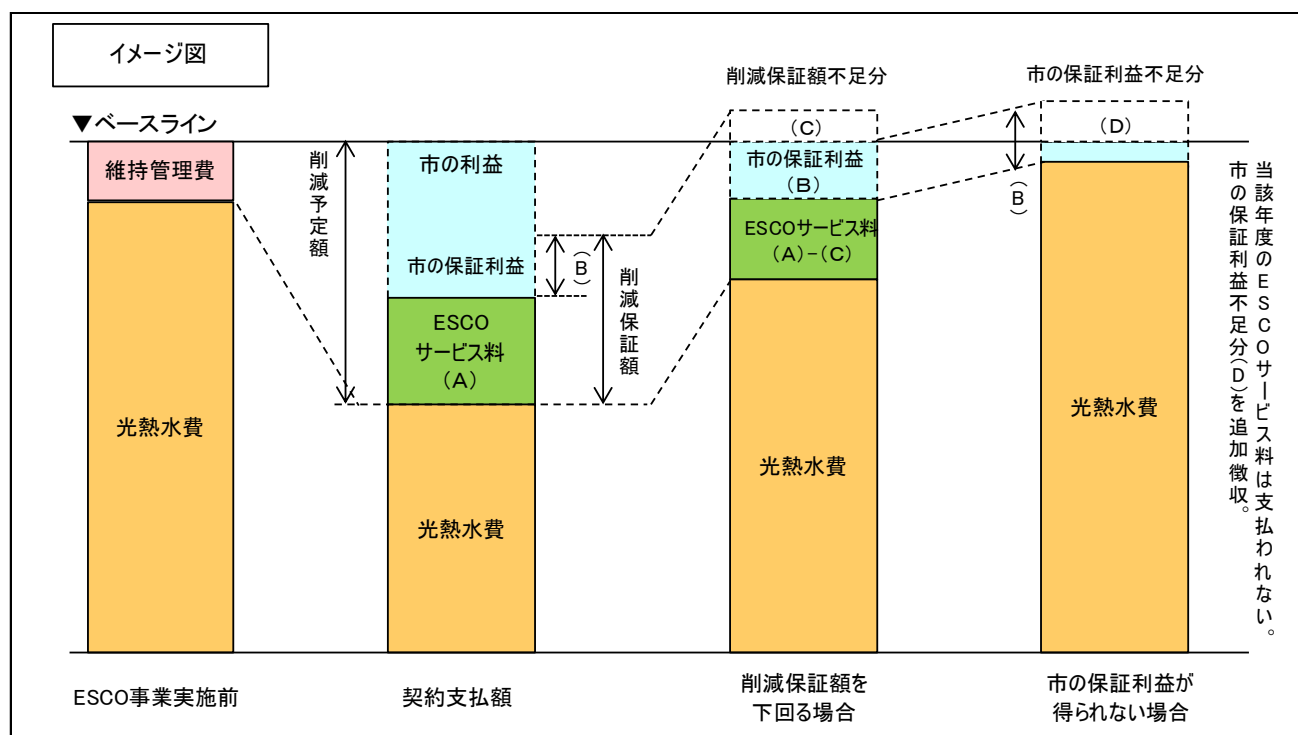 イメージ図
▼ベースライン
維持管理費
光熱水費
ESCO事業実施前
削減予定額
市の利益
市の保証利益
ESCO
サービス料
（A）
光熱水費
契約支払額
（B）
削減保証額
削減保証額不足分
（C）
市の保証利益
（B）
ESCOサービス料
（A）-（C）
光熱水費
削減保証額を
下回る場合
市の保証利益不足分
（D）
（B）
光熱水費
市の保証利益が
得られない場合
当該年度のESCOサービス料は支払われない。
市の保証利益不足分（D）を追加徴収。